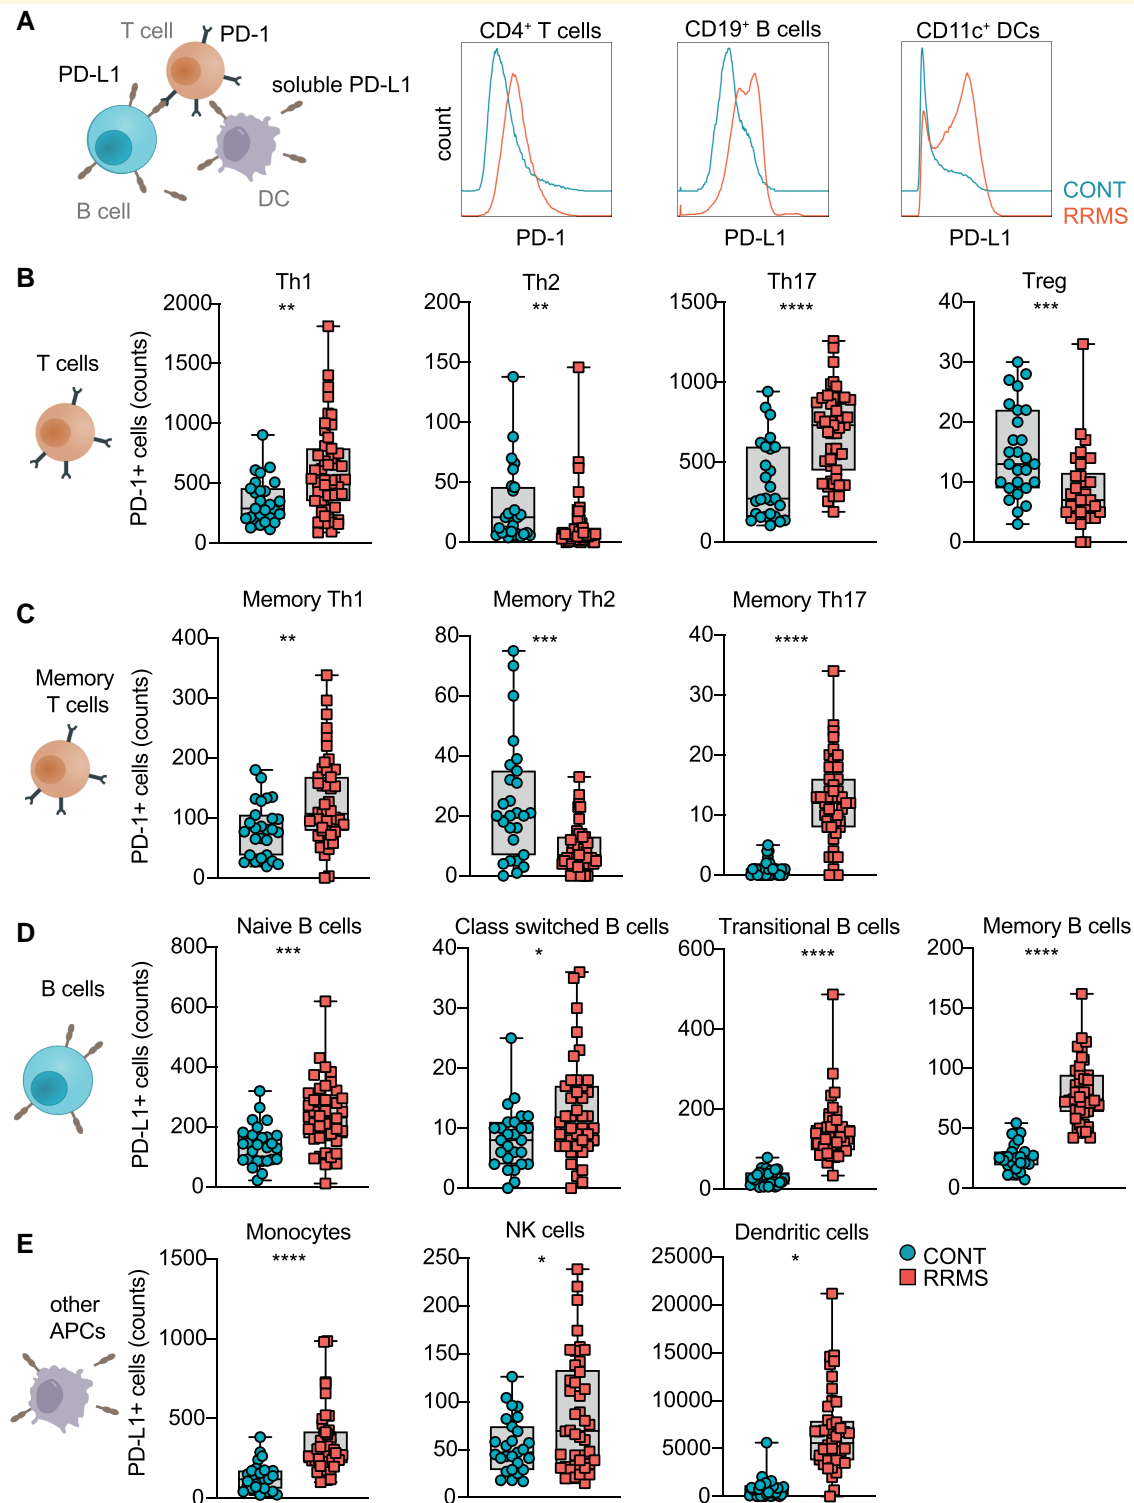 A
T cell
PD-1
PD-L1
soluble PD-L1
B cell
DC
CD4⁺ T cells
CD19⁺ B cells
CD11c⁺ DCs
count
PD-1
PD-L1
PD-L1
CONT
RRMS
B
T cells
PD-1+ cells (counts)
Th1
**
2000
1500
1000
500
0
Th2
**
200
150
100
50
0
Th17
****
1500
1000
500
0
Treg
***
40
30
20
10
0
C
Memory
T cells
PD-1+ cells (counts)
Memory Th1
**
400
300
200
100
0
Memory Th2
***
80
60
40
20
0
Memory Th17
****
40
30
20
10
0
D
B cells
PD-L1+ cells (counts)
Naive B cells
***
800
600
400
200
0
Class switched B cells
*
40
30
20
10
0
Transitional B cells
****
600
400
200
0
Memory B cells
****
200
150
100
50
0
E
other
APCs
PD-L1+ cells (counts)
Monocytes
****
1500
1000
500
0
NK cells
*
250
200
150
100
50
0
Dendritic cells
*
25000
20000
15000
10000
5000
0
CONT
RRMS